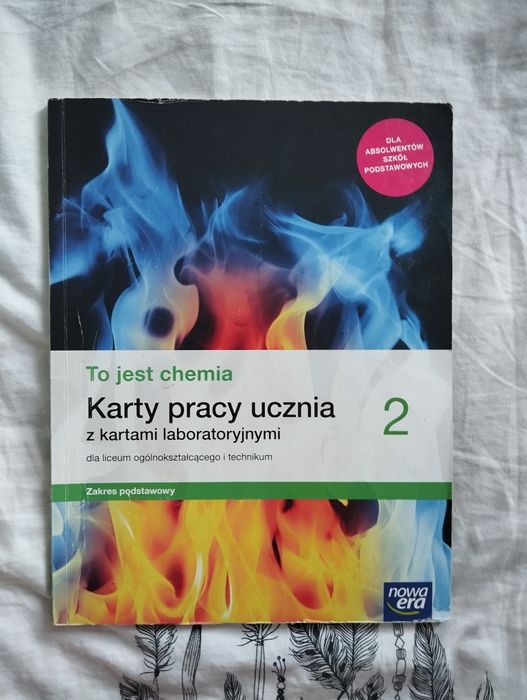 DLA
ABSOLWENTÓW
SZKÓŁ
PODSTAWOWYCH
To jest chemia
Karty pracy ucznia 2
z kartami laboratoryjnymi
dla liceum ogólnokształcącego i technikum
Zakres podstawowy
nowa
era